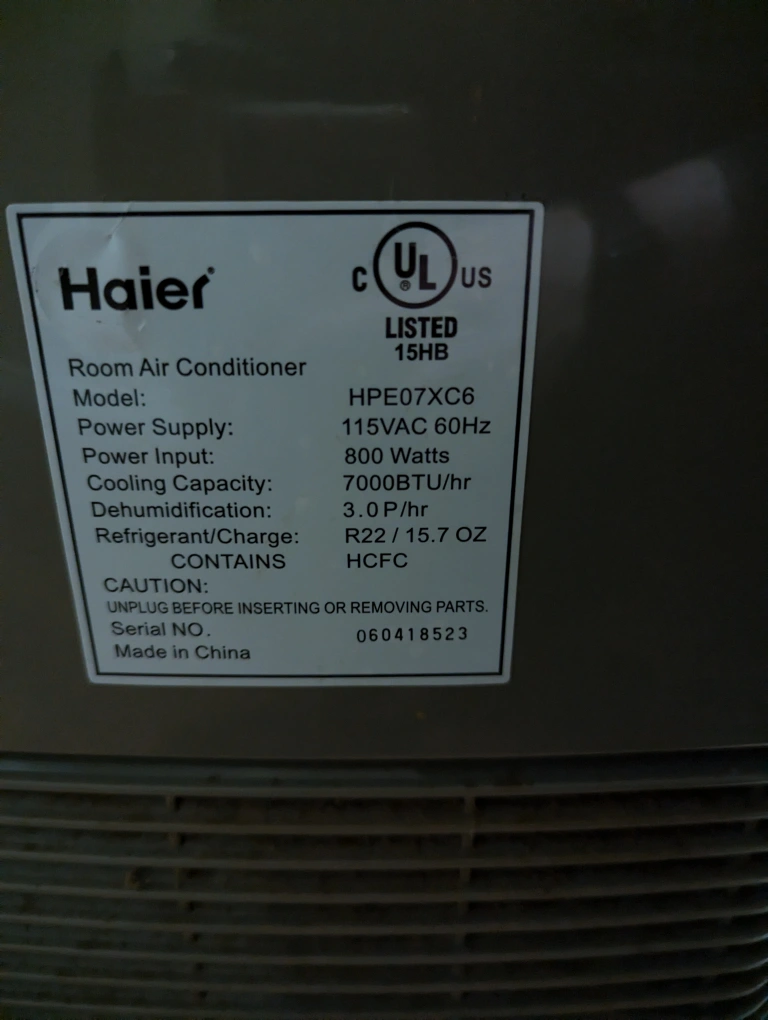 Haier®
C UL® US
LISTED
15HB
Room Air Conditioner
Model: HPE07XC6
Power Supply: 115VAC 60Hz
Power Input: 800 Watts
Cooling Capacity: 7000BTU/hr
Dehumidification: 3.0P/hr
Refrigerant/Charge: R22 / 15.7 OZ
CONTAINS HCFC
CAUTION:
UNPLUG BEFORE INSERTING OR REMOVING PARTS.
Serial NO. 060418523
Made in China